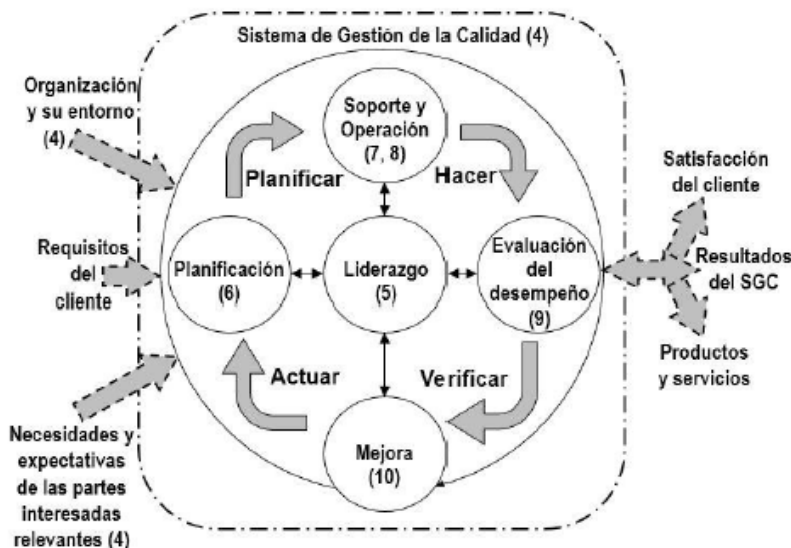 Sistema de Gestión de la Calidad (4)
Organización
y su entorno
(4)
Requisitos
del
cliente
Necesidades y
expectativas
de las partes
interesadas
relevantes (4)
Soporte y
Operación
(7, 8)
Planificar
Hacer
Planificación
(6)
Liderazgo
(5)
Evaluación
del
desempeño
(9)
Actuar
Verificar
Mejora
(10)
Satisfacción
del cliente
Resultados
del SGC
Productos
y servicios